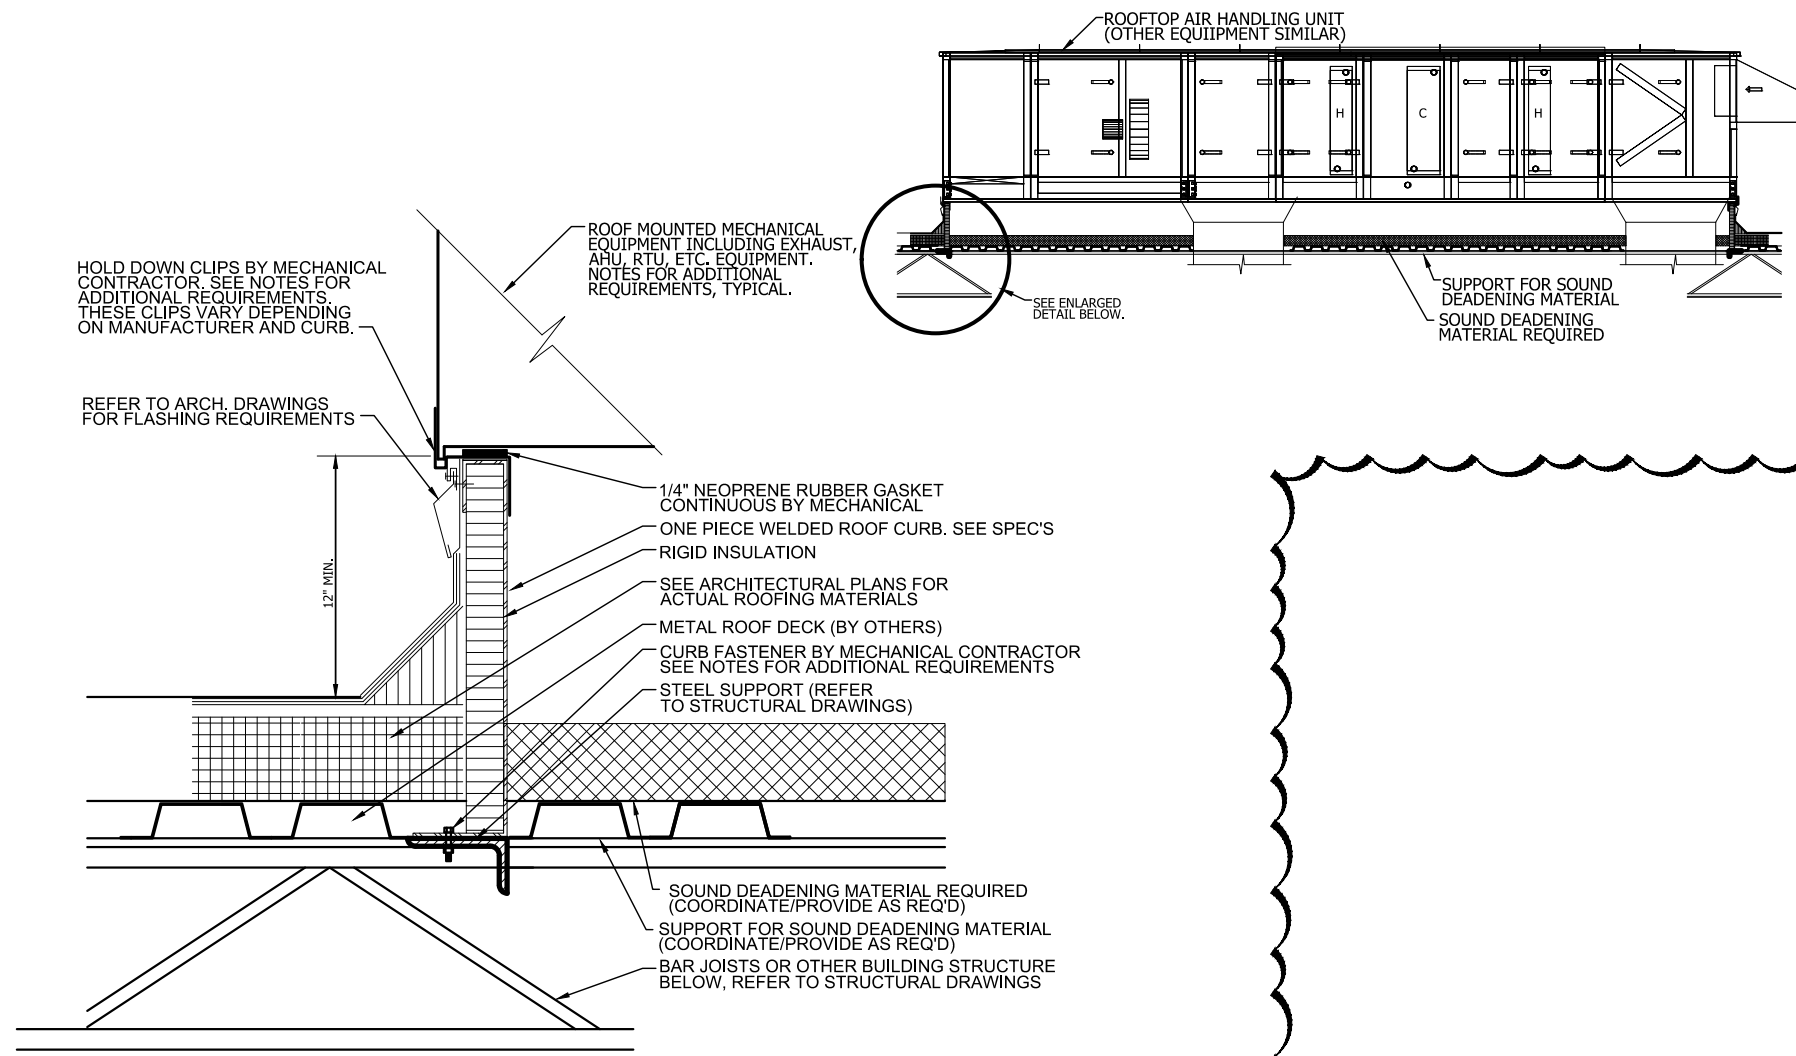 ROOFTOP AIR HANDLING UNIT
(OTHER EQUIIPMENT SIMILAR)
H
C
H
SUPPORT FOR SOUND
DEADENING MATERIAL
SOUND DEADENING
MATERIAL REQUIRED
SEE ENLARGED
DETAIL BELOW.
ROOF MOUNTED MECHANICAL
EQUIPMENT INCLUDING EXHAUST,
AHU, RTU, ETC. EQUIPMENT.
NOTES FOR ADDITIONAL
REQUIREMENTS, TYPICAL.
HOLD DOWN CLIPS BY MECHANICAL
CONTRACTOR. SEE NOTES FOR
ADDITIONAL REQUIREMENTS.
THESE CLIPS VARY DEPENDING
ON MANUFACTURER AND CURB.
REFER TO ARCH. DRAWINGS
FOR FLASHING REQUIREMENTS
12" MIN.
1/4" NEOPRENE RUBBER GASKET
CONTINUOUS BY MECHANICAL
ONE PIECE WELDED ROOF CURB. SEE SPEC'S
RIGID INSULATION
SEE ARCHITECTURAL PLANS FOR
ACTUAL ROOFING MATERIALS
METAL ROOF DECK (BY OTHERS)
CURB FASTENER BY MECHANICAL CONTRACTOR
SEE NOTES FOR ADDITIONAL REQUIREMENTS
STEEL SUPPORT (REFER
TO STRUCTURAL DRAWINGS)
SOUND DEADENING MATERIAL REQUIRED
(COORDINATE/PROVIDE AS REQ'D)
SUPPORT FOR SOUND DEADENING MATERIAL
(COORDINATE/PROVIDE AS REQ'D)
BAR JOISTS OR OTHER BUILDING STRUCTURE
BELOW, REFER TO STRUCTURAL DRAWINGS